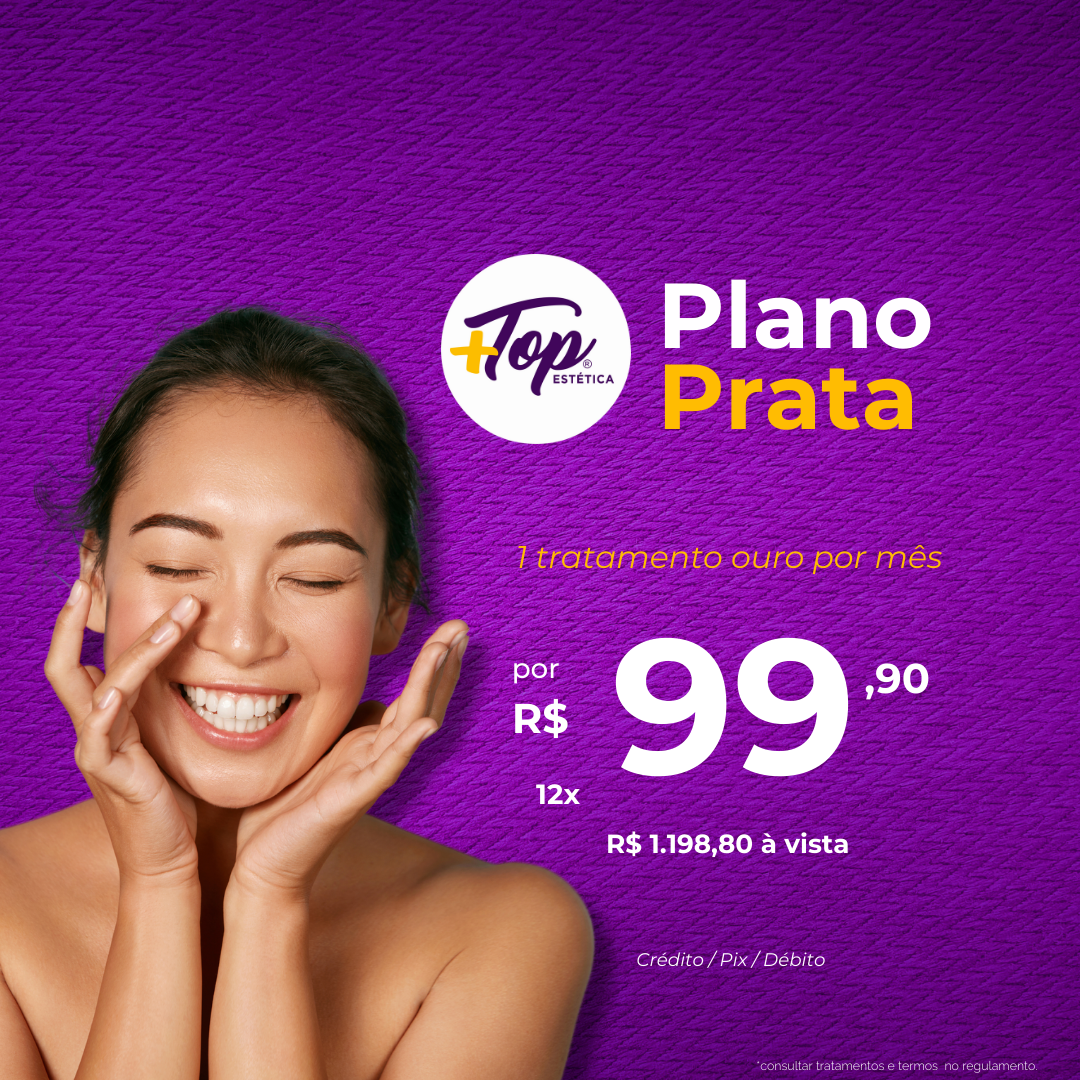 +Top®
ESTÉTICA
Plano
Prata
1 tratamento ouro por mês
por
R$ 99,90
12x
R$ 1.198,80 à vista
Crédito / Pix / Débito
*consultar tratamentos e termos no regulamento.